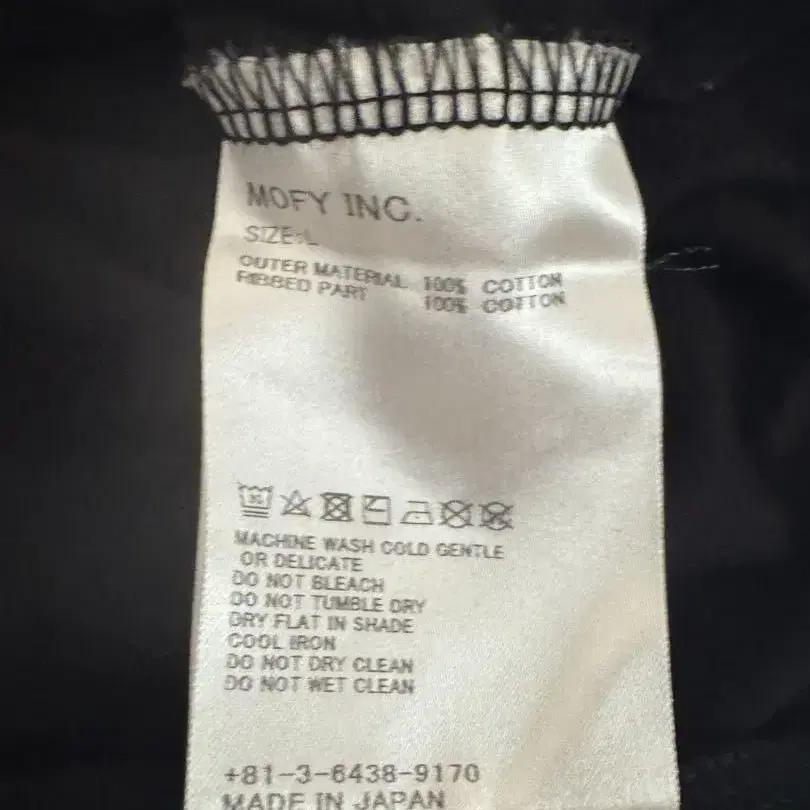 MOFY INC.
SIZE:L
OUTER MATERIAL 100% COTTON
RIBBED PART 100% COTTON
30
MACHINE WASH COLD GENTLE
OR DELICATE
DO NOT BLEACH
DO NOT TUMBLE DRY
DRY FLAT IN SHADE
COOL IRON
DO NOT DRY CLEAN
DO NOT WET CLEAN
+81-3-6438-9170
MADE IN JAPAN